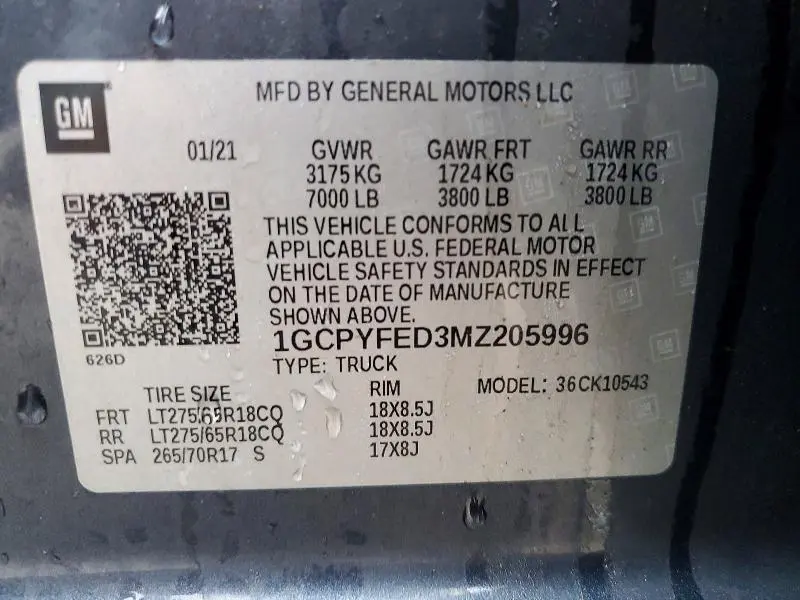 GM
MFD BY GENERAL MOTORS LLC
01/21 GVWR GAWR FRT GAWR RR
3175 KG 1724 KG 1724 KG
7000 LB 3800 LB 3800 LB
THIS VEHICLE CONFORMS TO ALL
APPLICABLE U.S. FEDERAL MOTOR
VEHICLE SAFETY STANDARDS IN EFFECT
ON THE DATE OF MANUFACTURE
SHOWN ABOVE.
1GCPYFED3MZ205996
626D
TYPE: TRUCK
TIRE SIZE RIM MODEL: 36CK10543
FRT LT275/65R18CQ 18X8.5J
RR LT275/65R18CQ 18X8.5J
SPA 265/70R17 S 17X8J